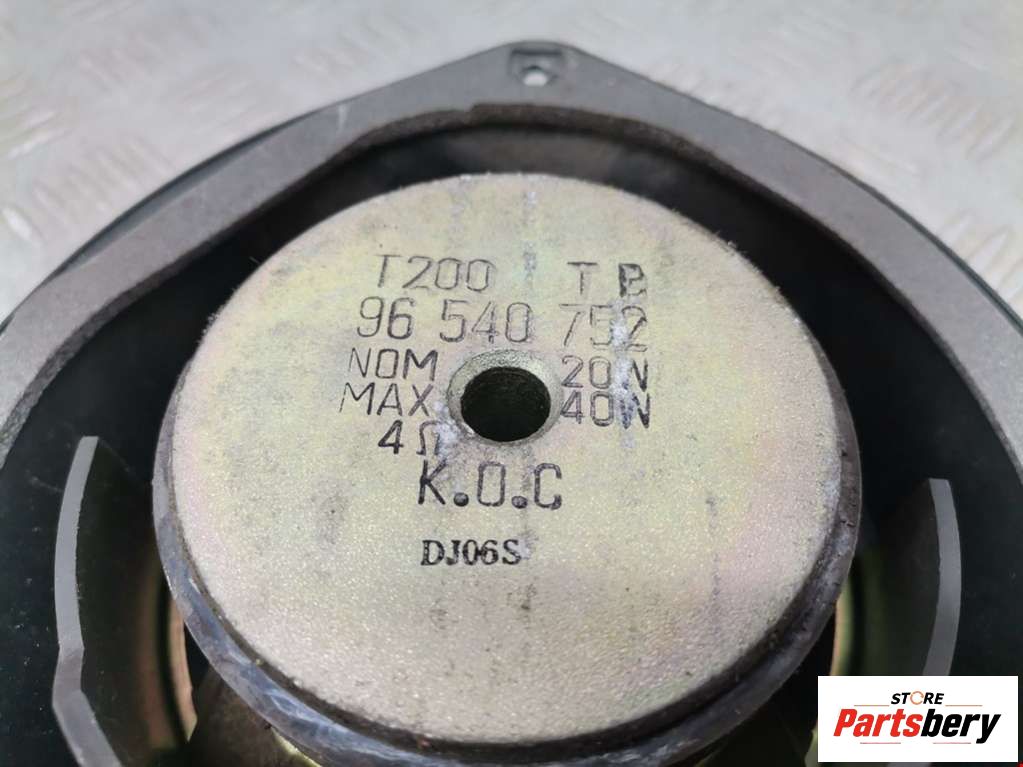 T200 T B
96 540 752
NOM 20W
MAX 40W
4Ω
K.O.C
DJ06S
STORE
Partsbery